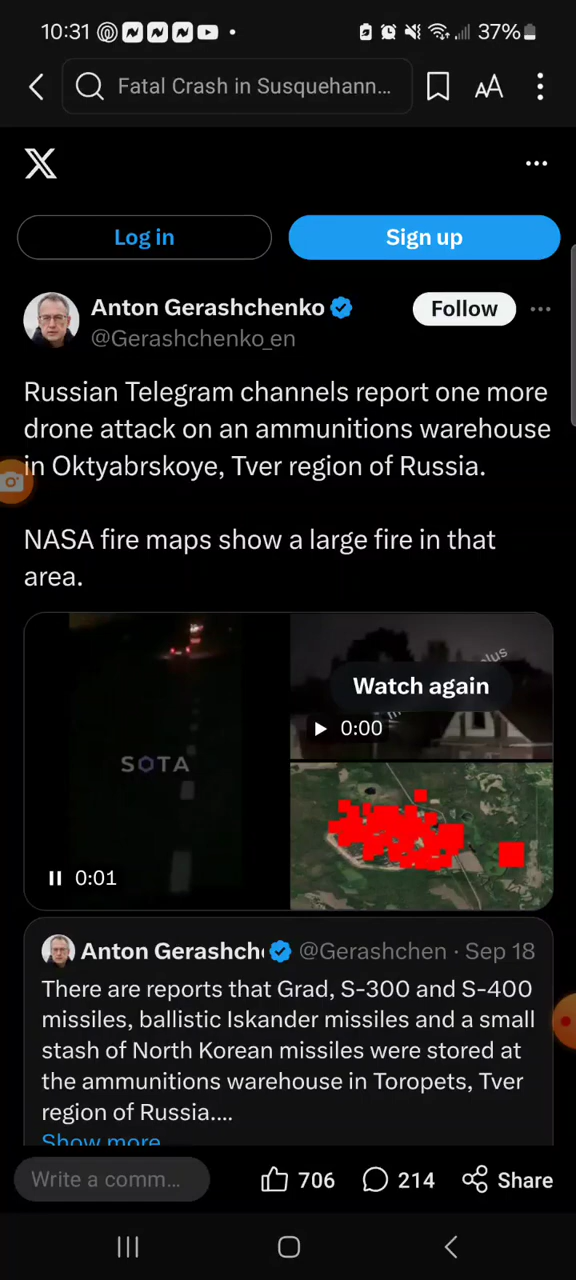 10:31
37%
Fatal Crash in Susquehann...
AA
X
Log in
Sign up
Anton Gerashchenko
Follow
@Gerashchenko_en
Russian Telegram channels report one more
drone attack on an ammunitions warehouse
in Oktyabrskoye, Tver region of Russia.
NASA fire maps show a large fire in that
area.
Watch again
0:00
SOTA
0:01
Anton Gerashch
@Gerashchen · Sep 18
There are reports that Grad, S-300 and S-400
missiles, ballistic Iskander missiles and a small
stash of North Korean missiles were stored at
the ammunitions warehouse in Toropets, Tver
region of Russia....
Show more
Write a comm...
706
214
Share